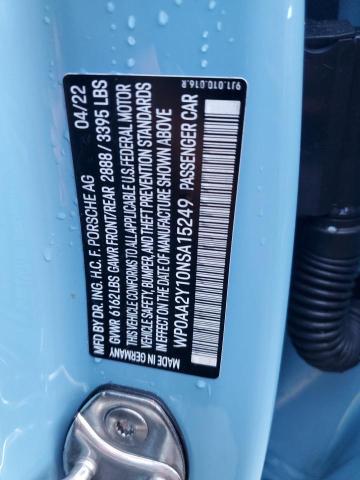 9J1.010.016.R
MFD BY DR. ING. H.C. F. PORSCHE AG 04/22
GVWR 6162 LBS GAWR FRONT/REAR 2888 / 3395 LBS
THIS VEHICLE CONFORMS TO ALL APPLICABLE U.S. FEDERAL MOTOR
VEHICLE SAFETY, BUMPER, AND THEFT PREVENTION STANDARDS
IN EFFECT ON THE DATE OF MANUFACTURE SHOWN ABOVE
WP0AA2Y10NSA15249 PASSENGER CAR
MADE IN GERMANY